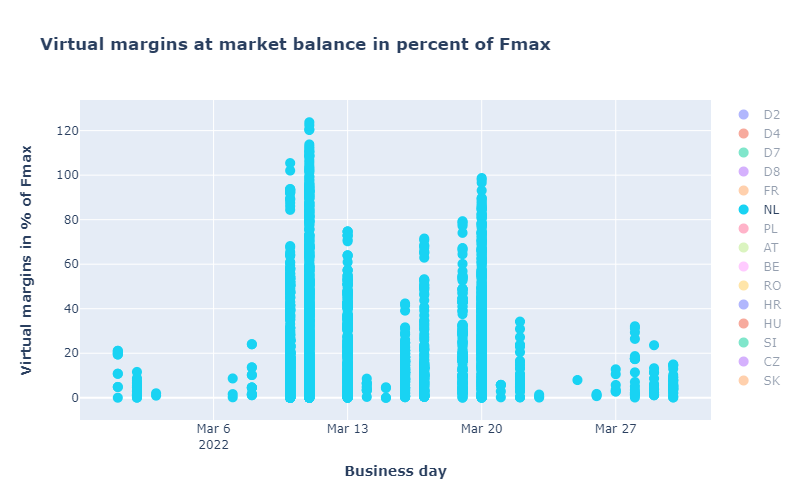 Virtual margins at market balance in percent of Fmax
Virtual margins in % of Fmax
120
100
80
60
40
20
0
Mar 6
2022
Mar 13
Mar 20
Mar 27
Business day
D2
D4
D7
D8
FR
NL
PL
AT
BE
RO
HR
HU
SI
CZ
SK